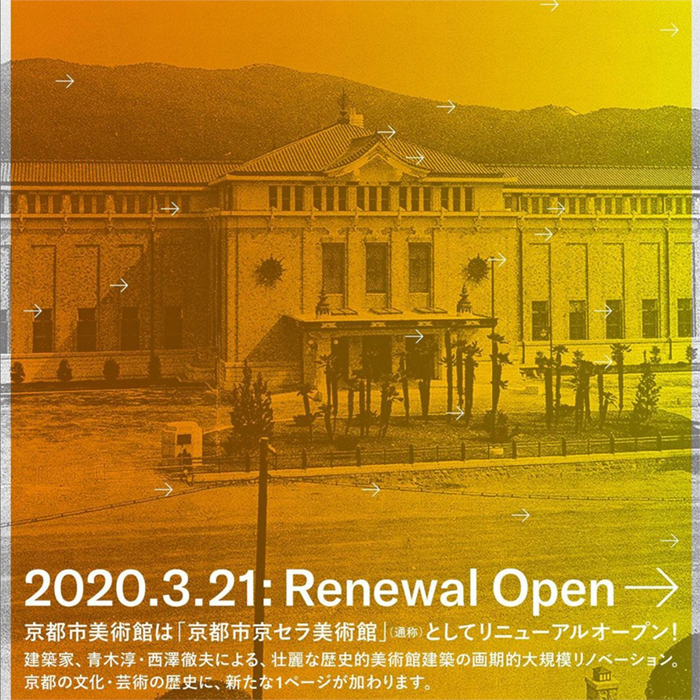 2020.3.21: Renewal Open→
京都市美術館は「京都市京セラ美術館」(通称)としてリニューアルオープン!
建築家、青木淳・西澤徹夫による、壮麗な歴史的美術館建築の画期的大規模リノベーション。
京都の文化・芸術の歴史に、新たな1ページが加わります。